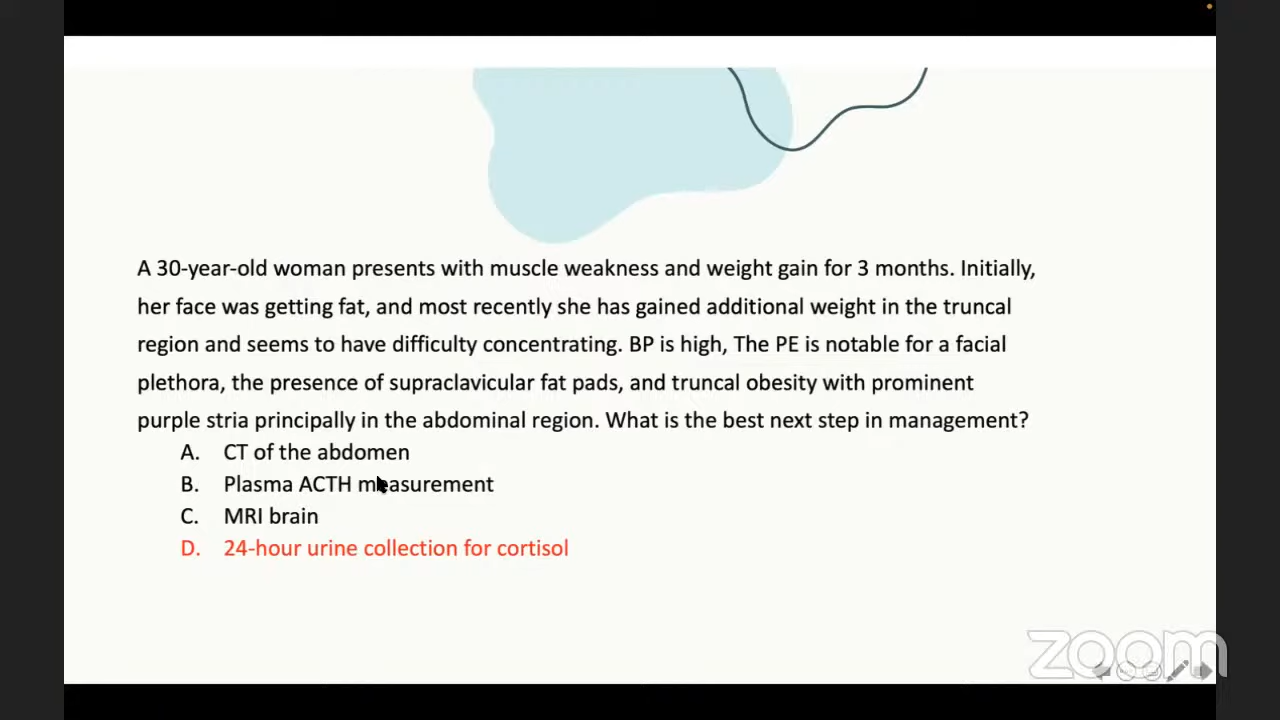 A 30-year-old woman presents with muscle weakness and weight gain for 3 months. Initially,
her face was getting fat, and most recently she has gained additional weight in the truncal
region and seems to have difficulty concentrating. BP is high, The PE is notable for a facial
plethora, the presence of supraclavicular fat pads, and truncal obesity with prominent
purple stria principally in the abdominal region. What is the best next step in management?
A. CT of the abdomen
B. Plasma ACTH measurement
C. MRI brain
D. 24-hour urine collection for cortisol
zoom